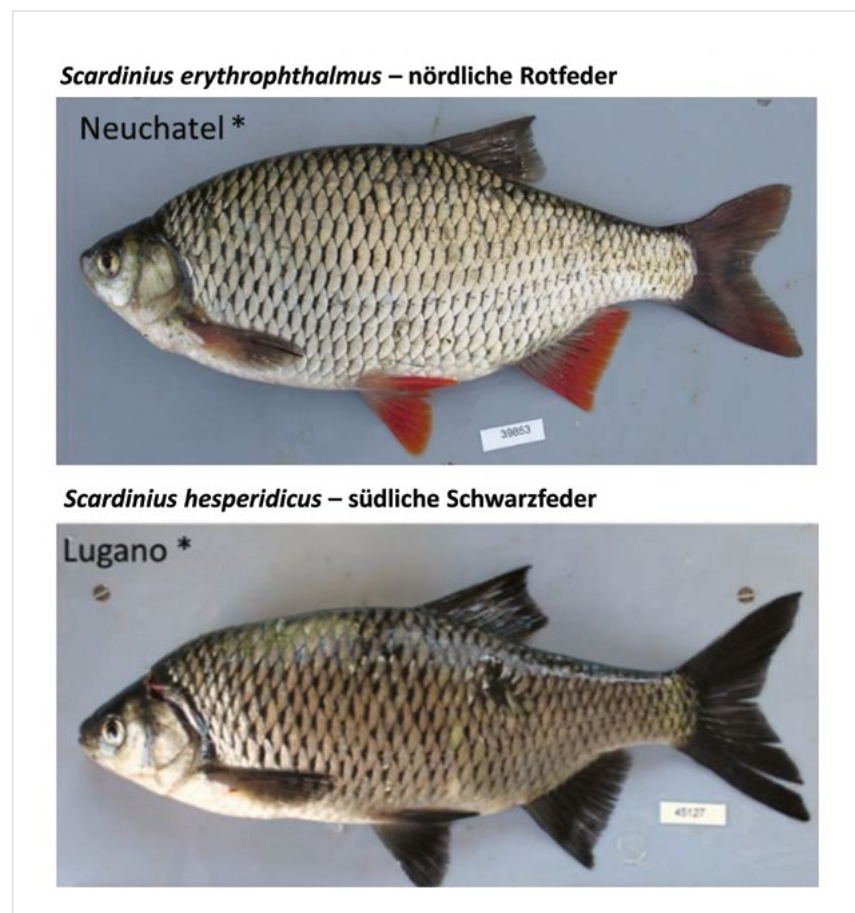 Scardinius erythrophthalmus – nördliche Rotfeder
Neuchatel *
39853
Scardinius hesperidicus – südliche Schwarzfeder
Lugano *
45127